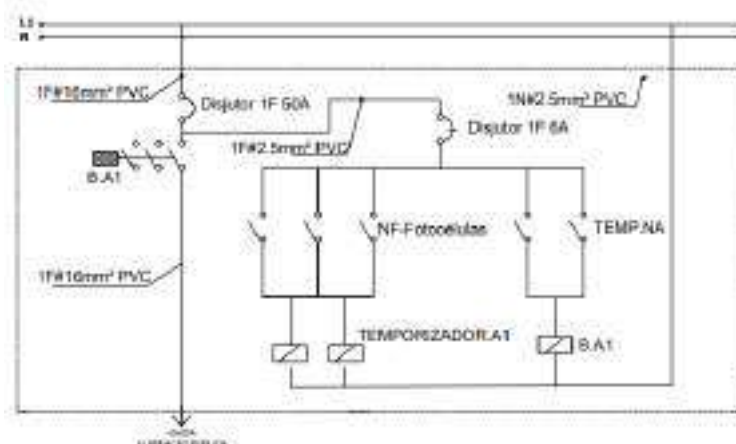 N
1F#16mm² PVC
Disjutor 1F 50A
1N#2.5mm² PVC
1F#2.5mm² PVC
Disjutor 1F 6A
B.A1
NF-Fotocélulas
TEMP.NA
1F#16mm² PVC
TEMPORIZADOR.A1
B.A1